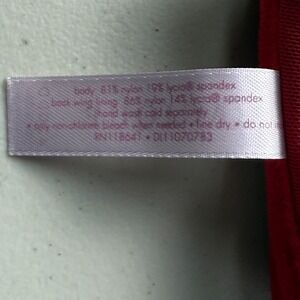 body 81% nylon 19% lycra® spandex
back wing lining 86% nylon 14% lycra® spandex
hand wash cold separately
• only non-chlorine bleach when needed • line dry • do not
RN118641 • DL11070783